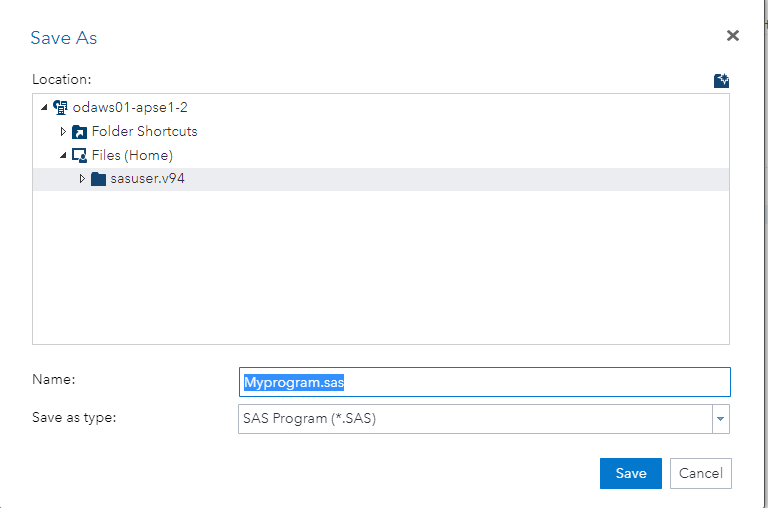 Save As
Location:
odaws01-apse1-2
Folder Shortcuts
Files (Home)
sasuser.v94
Name:
Myprogram.sas
Save as type:
SAS Program (*.SAS)
Save
Cancel